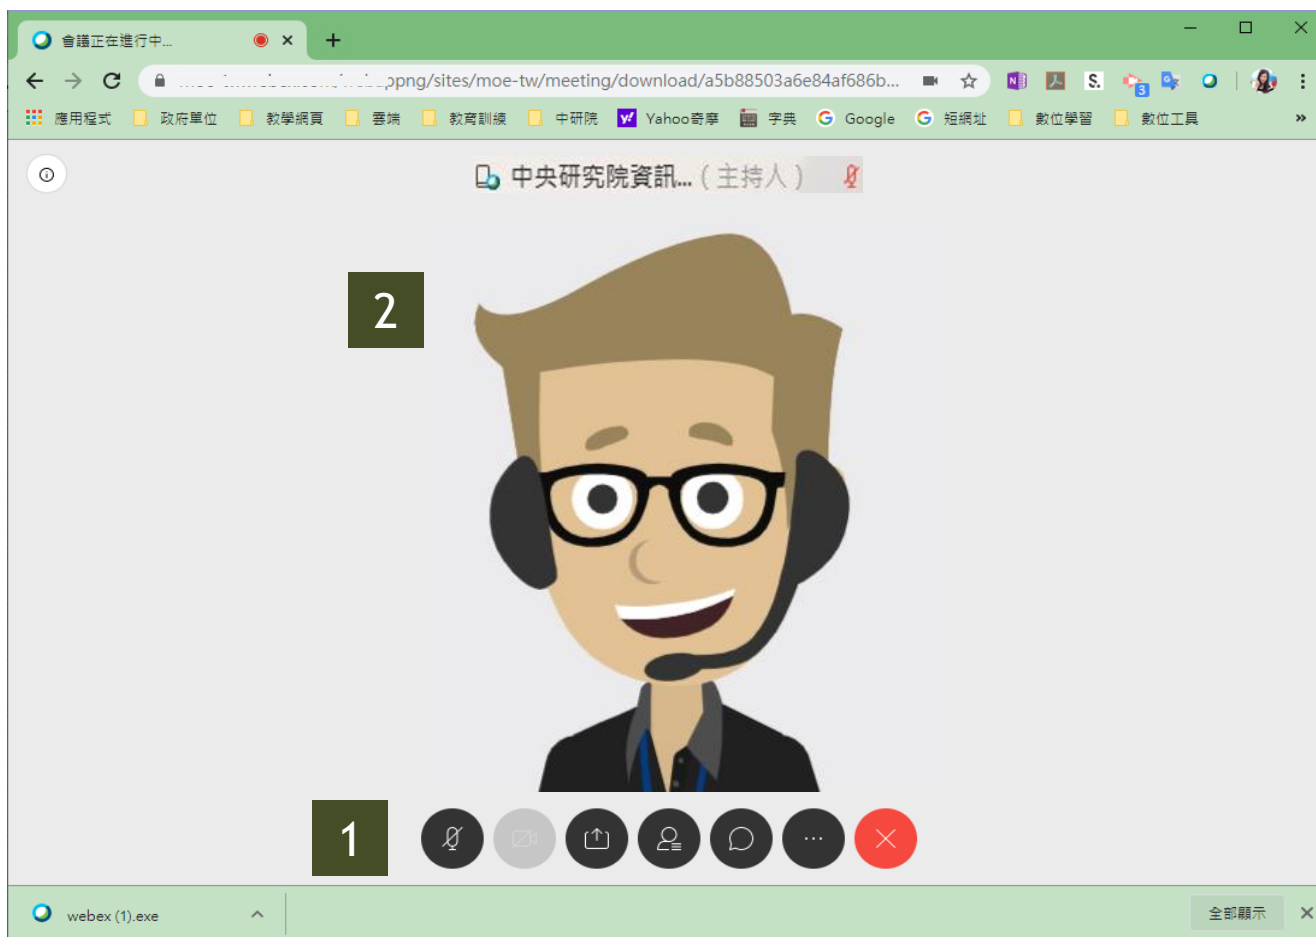 會議正在進行中...
ppng/sites/moe-tw/meeting/download/a5b88503a6e84af686b...
N S. 3
應用程式 政府單位 教學網頁 雲端 教育訓練 中研院 y! Yahoo奇摩 字典 G Google G 短網址 數位學習 數位工具 »
中央研究院資訊... (主持人)
2
1
webex (1).exe 全部顯示